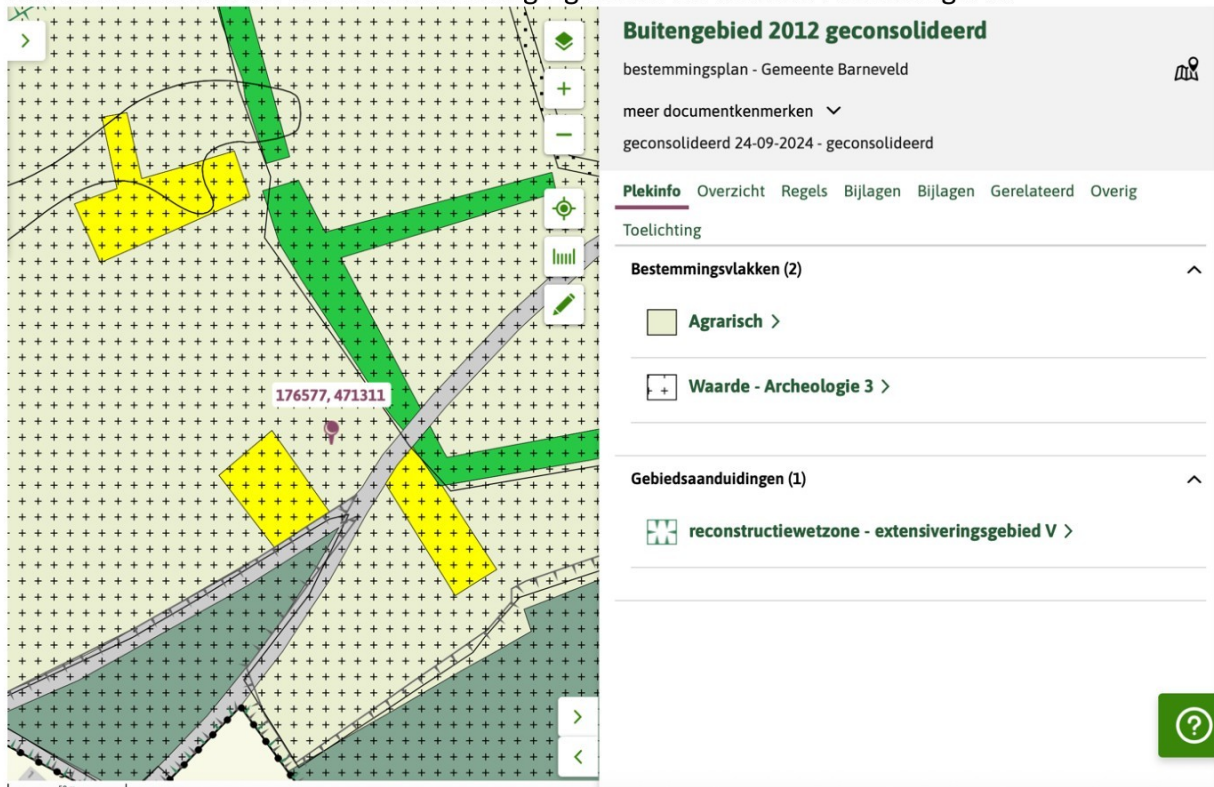 Buitengebied 2012 geconsolideerd
bestemmingsplan - Gemeente Barneveld
meer documentkenmerken
geconsolideerd 24-09-2024 - geconsolideerd
Plekinfo Overzicht Regels Bijlagen Bijlagen Gerelateerd Overig
Toelichting
Bestemmingsvlakken (2)
Agrarisch >
Waarde - Archeologie 3 >
Gebiedsaanduidingen (1)
reconstructiewetzone - extensiveringsgebied V >
176577, 471311